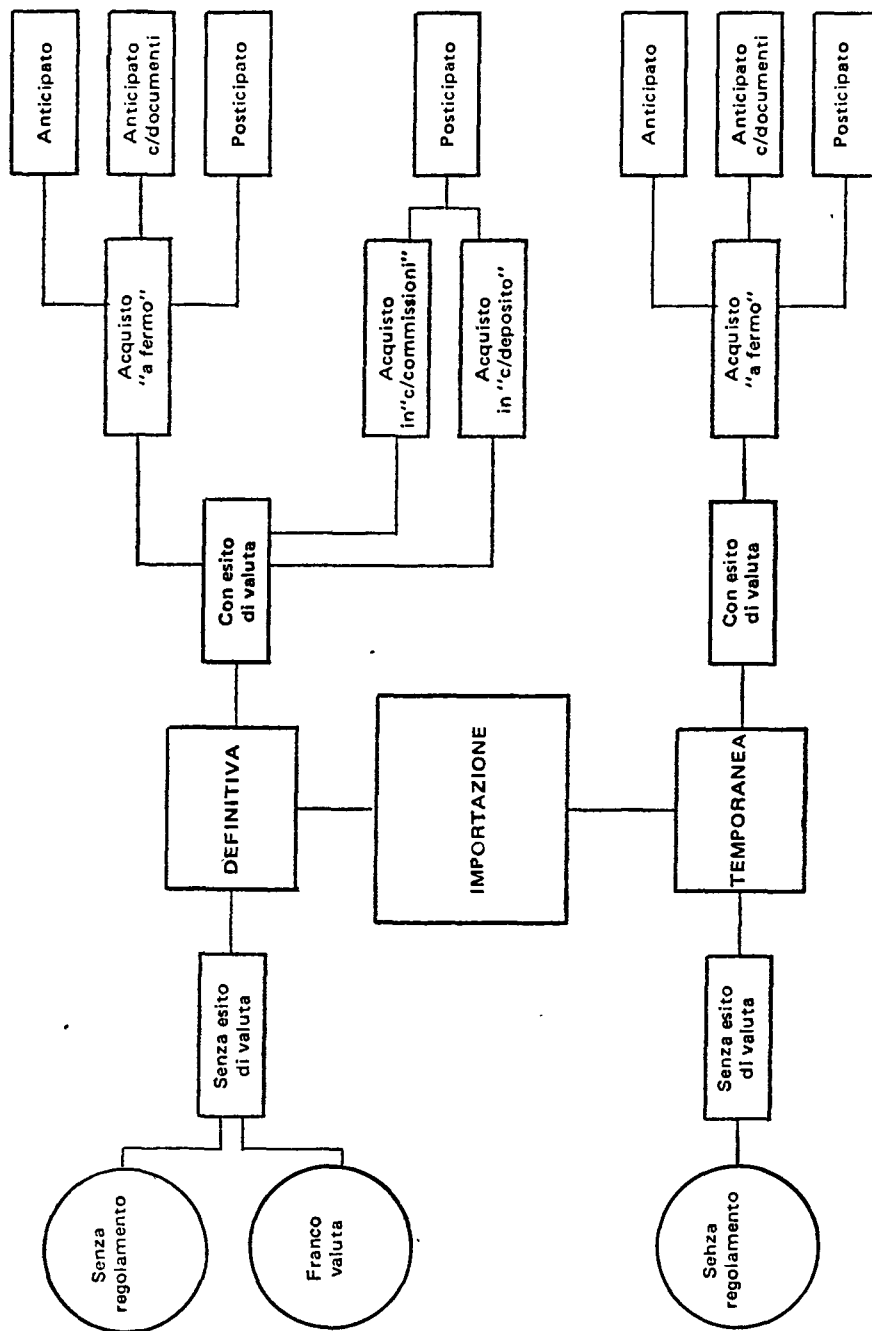 Sehza
regolamento
Franco
valuta
Senza
regolamento
Senza esito
di valuta
Senza esito
di valuta
TEMPORANEA
IMPORTAZIONE
DEFINITIVA
Con esito
di valuta
Con esito
di valuta
Acquisto
"a fermo"
Acquisto
in "c/deposito"
Acquisto
in"c/commissioni"
Acquisto
"a fermo"
Posticipato
Anticipato
c/documenti
Anticipato
Posticipato
Posticipato
Anticipato
c/documenti
Anticipato